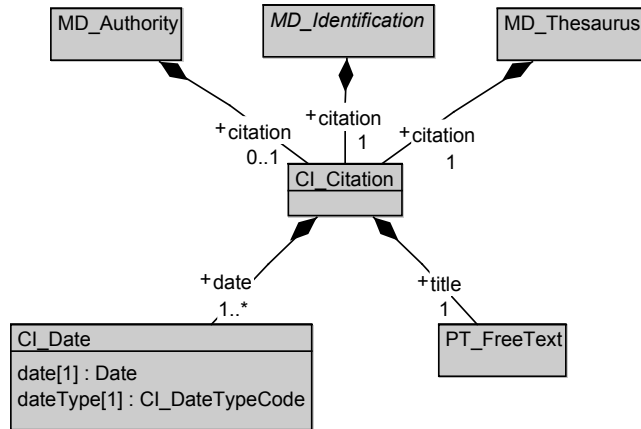 MD_Authority
MD_Identification
MD_Thesaurus
+citation
0..1
+citation
1
+citation
1
CI_Citation
+date
1..*
+title
1
CI_Date
date[1] : Date
dateType[1] : CI_DateTypeCode
PT_FreeText